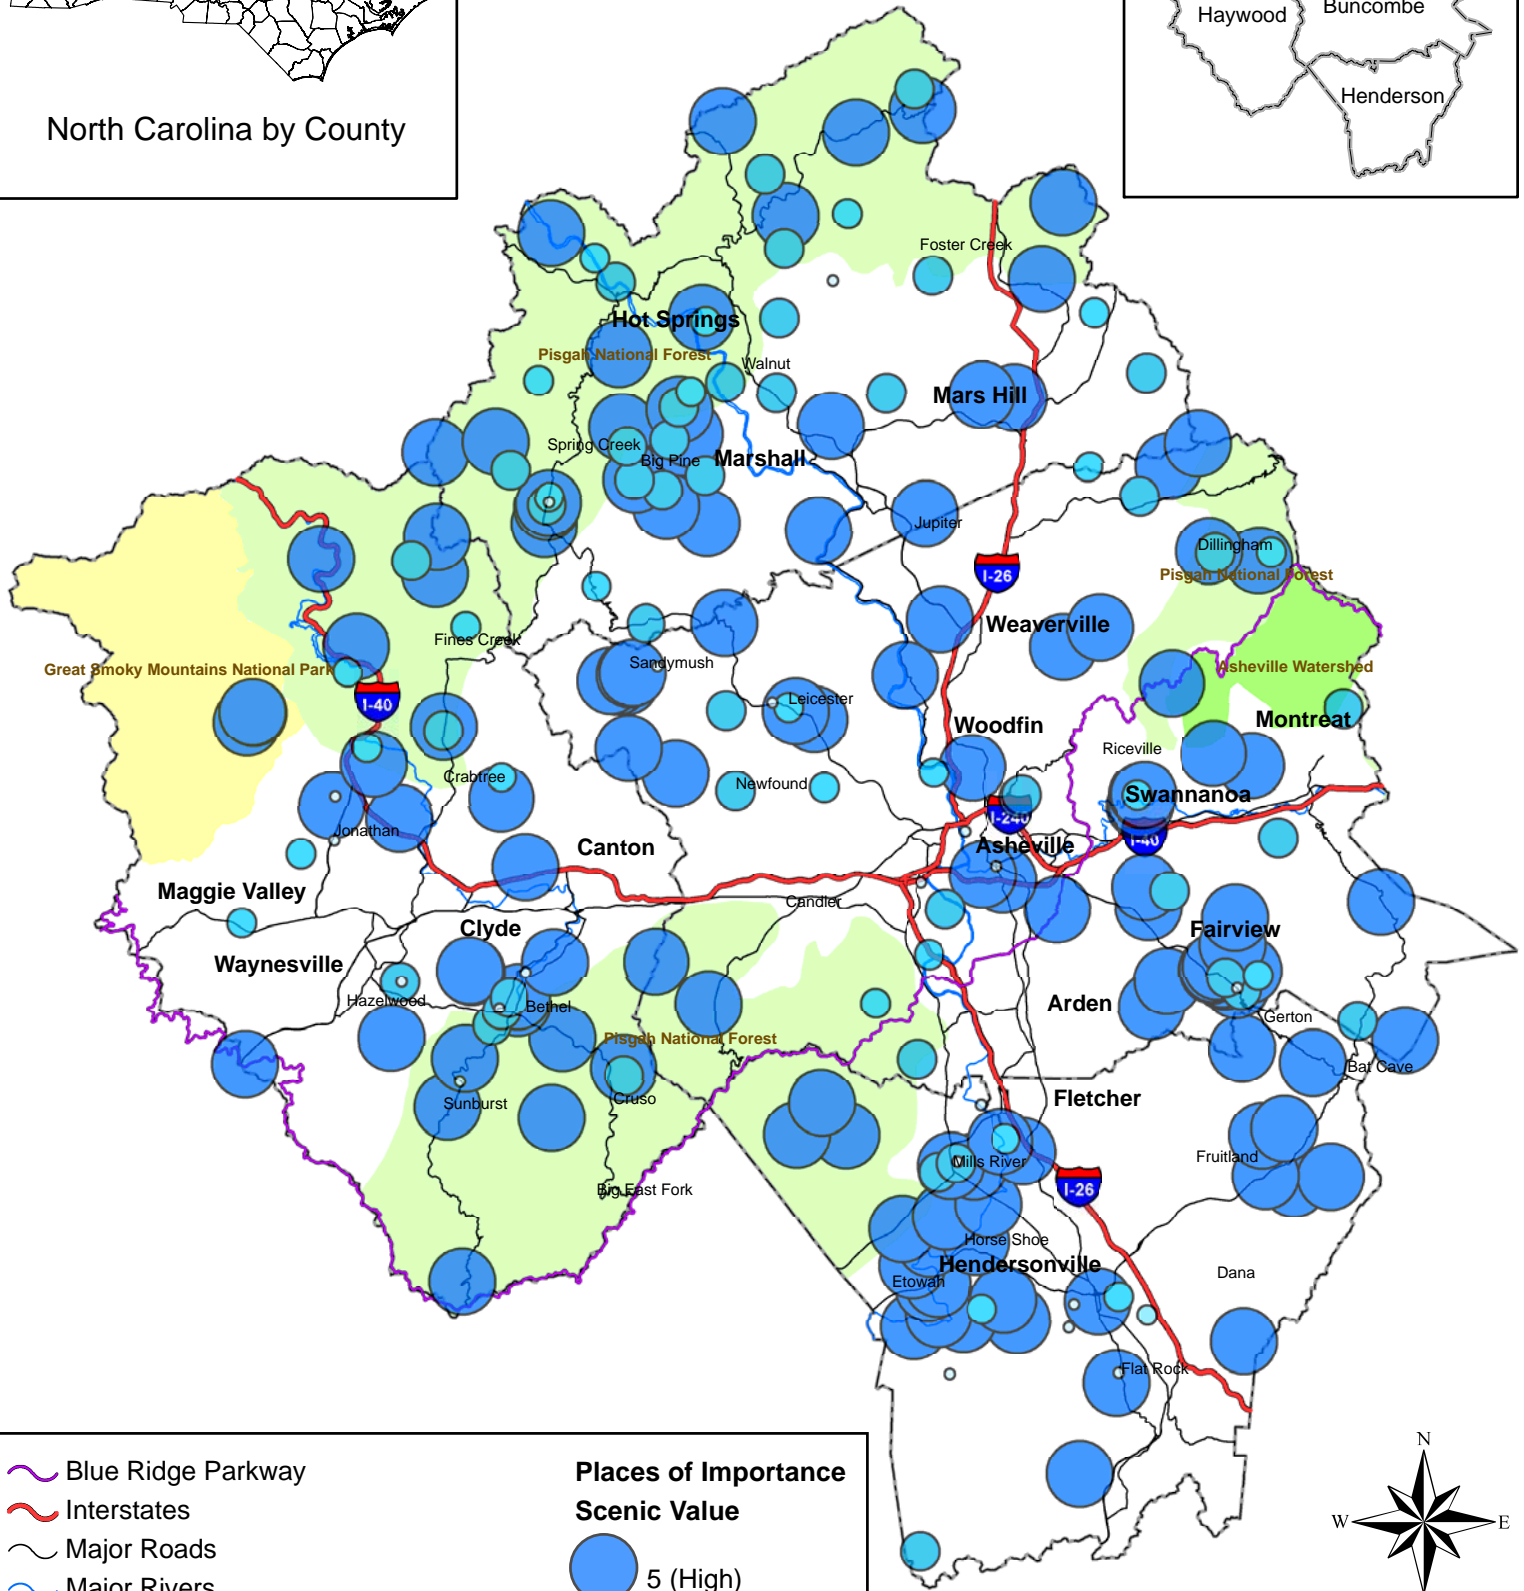 North Carolina by County
Haywood
Buncombe
Henderson
Foster Creek
Hot Springs
Pisgah National Forest
Walnut
Mars Hill
Spring Creek
Big Pine
Marshall
Jupiter
Dillingham
Pisgah National Forest
I-26
Weaverville
Fines Creek
Sandymush
Great Smoky Mountains National Park
Asheville Watershed
I-40
Leicester
Woodfin
Montreat
Riceville
Crabtree
Newfound
Swannanoa
I-240
I-40
Jonathan
Canton
Asheville
Maggie Valley
Candler
Clyde
Fairview
Waynesville
Hazelwood
Bethel
Arden
Gerton
Pisgah National Forest
Bat Cave
Sunburst
Cruso
Fletcher
Mills River
Fruitland
Big East Fork
I-26
Horse Shoe
Hendersonville
Etowah
Dana
Flat Rock
Blue Ridge Parkway
Interstates
Major Roads
Major Rivers
Places of Importance
Scenic Value
5 (High)
N
W
E